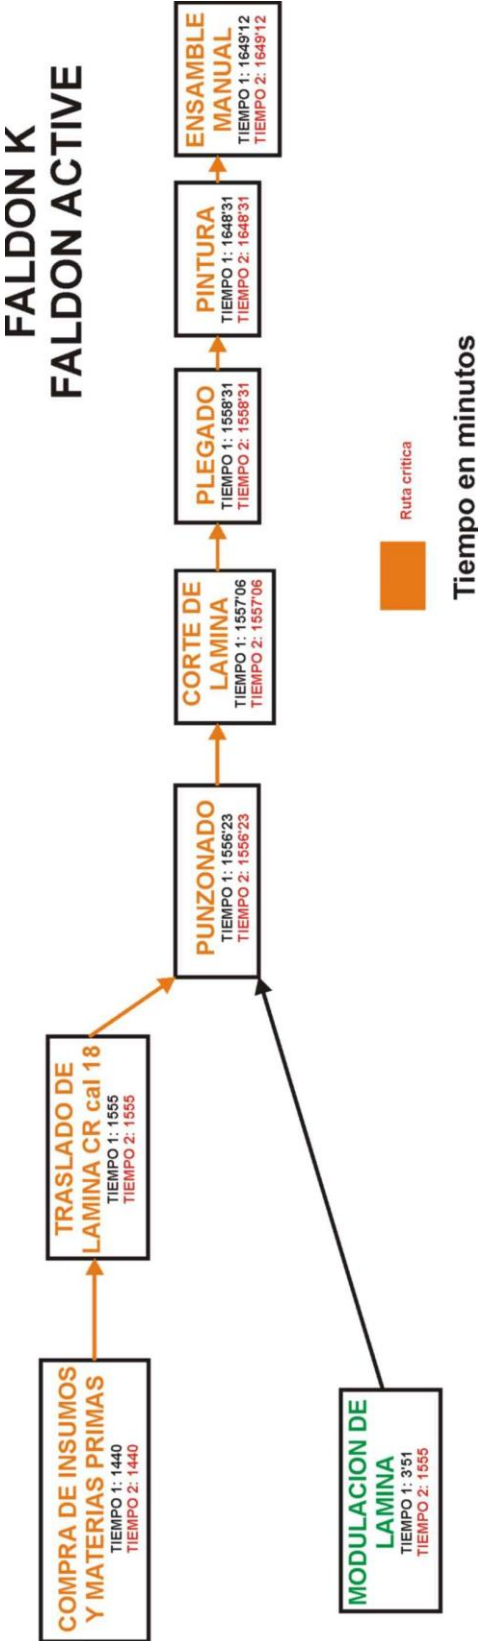 FALDON K
FALDON ACTIVE
COMPRA DE INSUMOS
Y MATERIAS PRIMAS
TIEMPO 1: 1440
TIEMPO 2: 1440
TRASLADO DE
LAMINA CR cal 18
TIEMPO 1: 1555
TIEMPO 2: 1555
MODULACION DE
LAMINA
TIEMPO 1: 3'51
TIEMPO 2: 1555
PUNZONADO
TIEMPO 1: 1556'23
TIEMPO 2: 1556'23
CORTE DE
LAMINA
TIEMPO 1: 1557'06
TIEMPO 2: 1557'06
PLEGADO
TIEMPO 1: 1558'31
TIEMPO 2: 1558'31
PINTURA
TIEMPO 1: 1648'31
TIEMPO 2: 1648'31
ENSAMBLE
MANUAL
TIEMPO 1: 1649'12
TIEMPO 2: 1649'12
Ruta critica
Tiempo en minutos